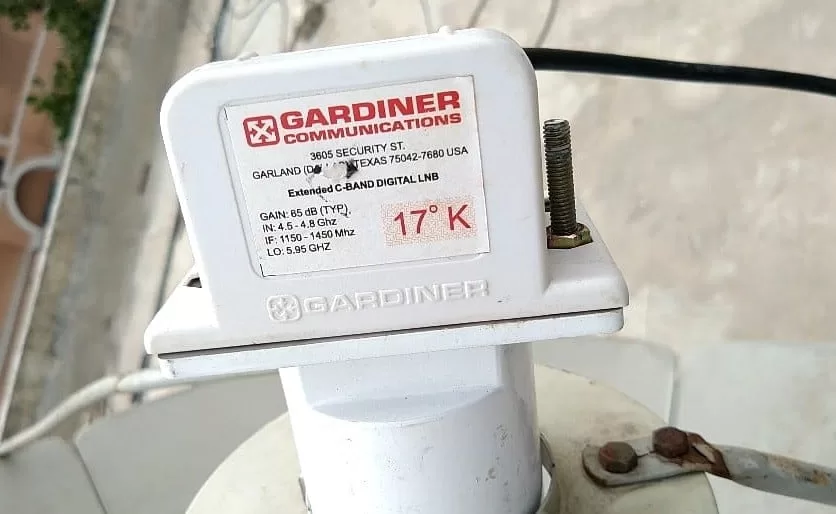 GARDINER
COMMUNICATIONS
3605 SECURITY ST.
GARLAND TEXAS 75042-7680 USA
Extended C-BAND DIGITAL LNB
GAIN: 65 dB (TYP)
IN: 4.5 - 4.8 Ghz
IF: 1150 - 1450 Mhz
LO: 5.95 GHZ
17° K
GARDINER